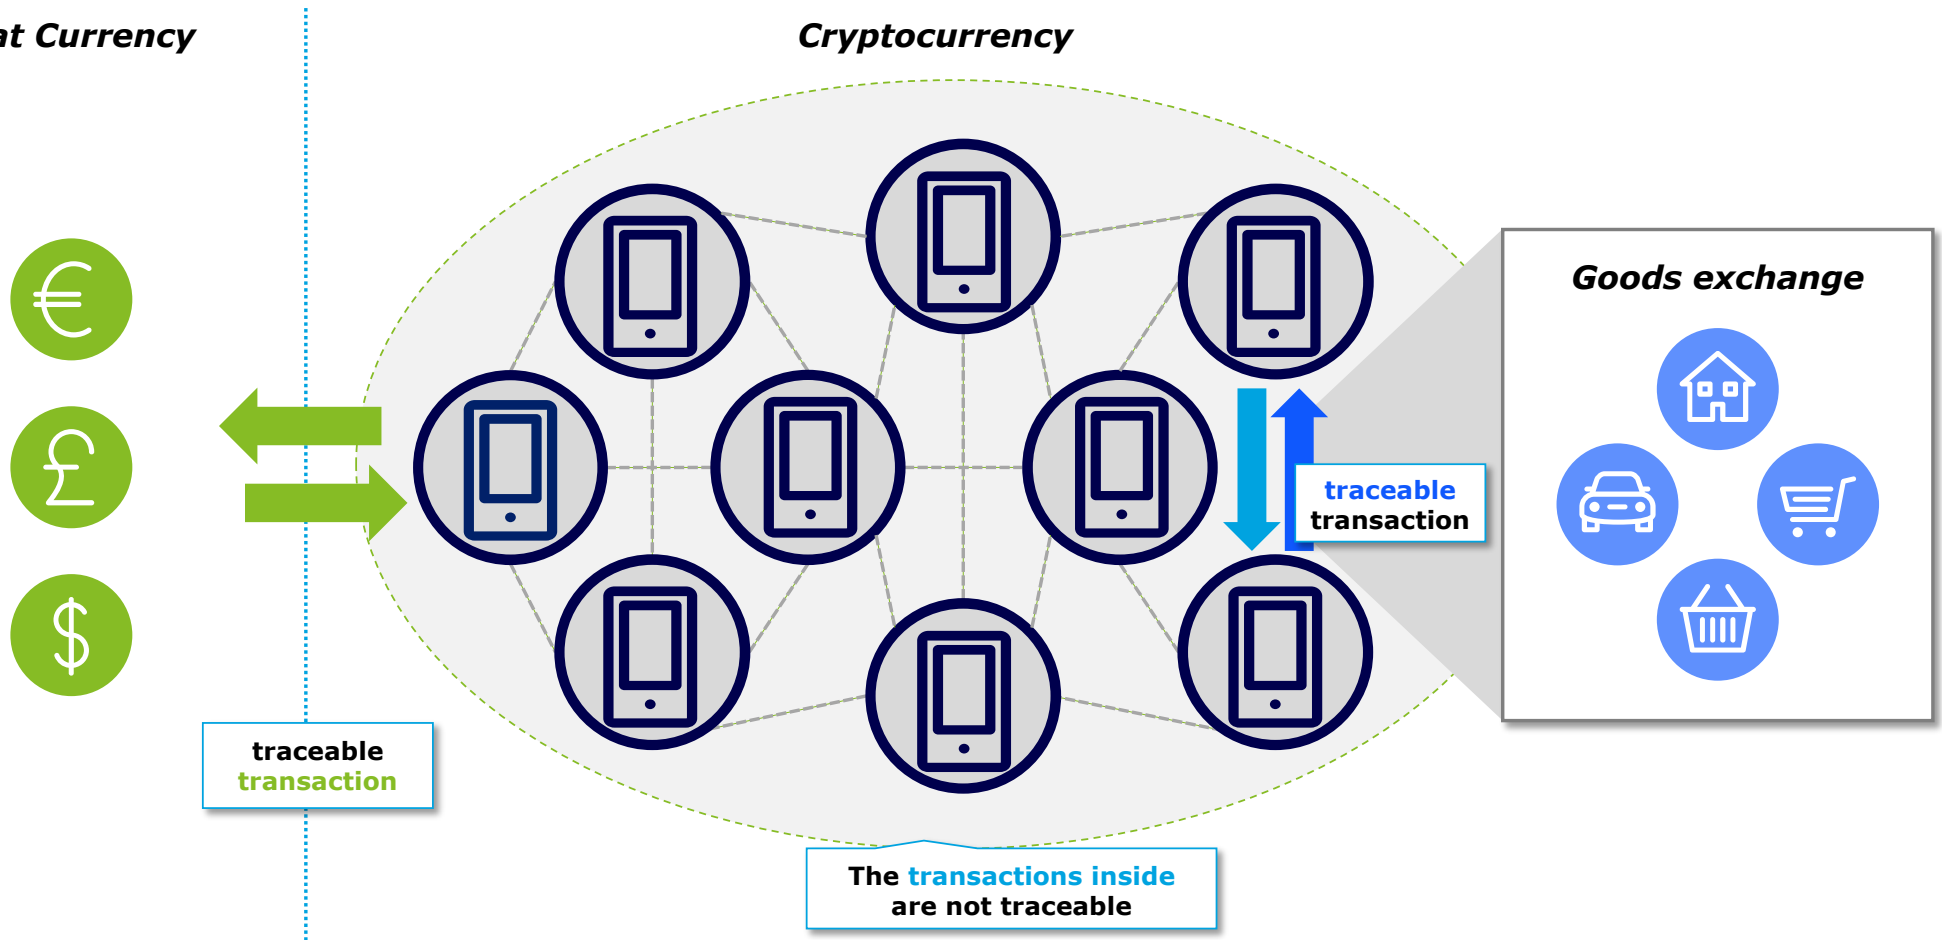 at Currency
Cryptocurrency
Goods exchange
€
£
$
traceable
transaction
traceable
transaction
The transactions inside
are not traceable